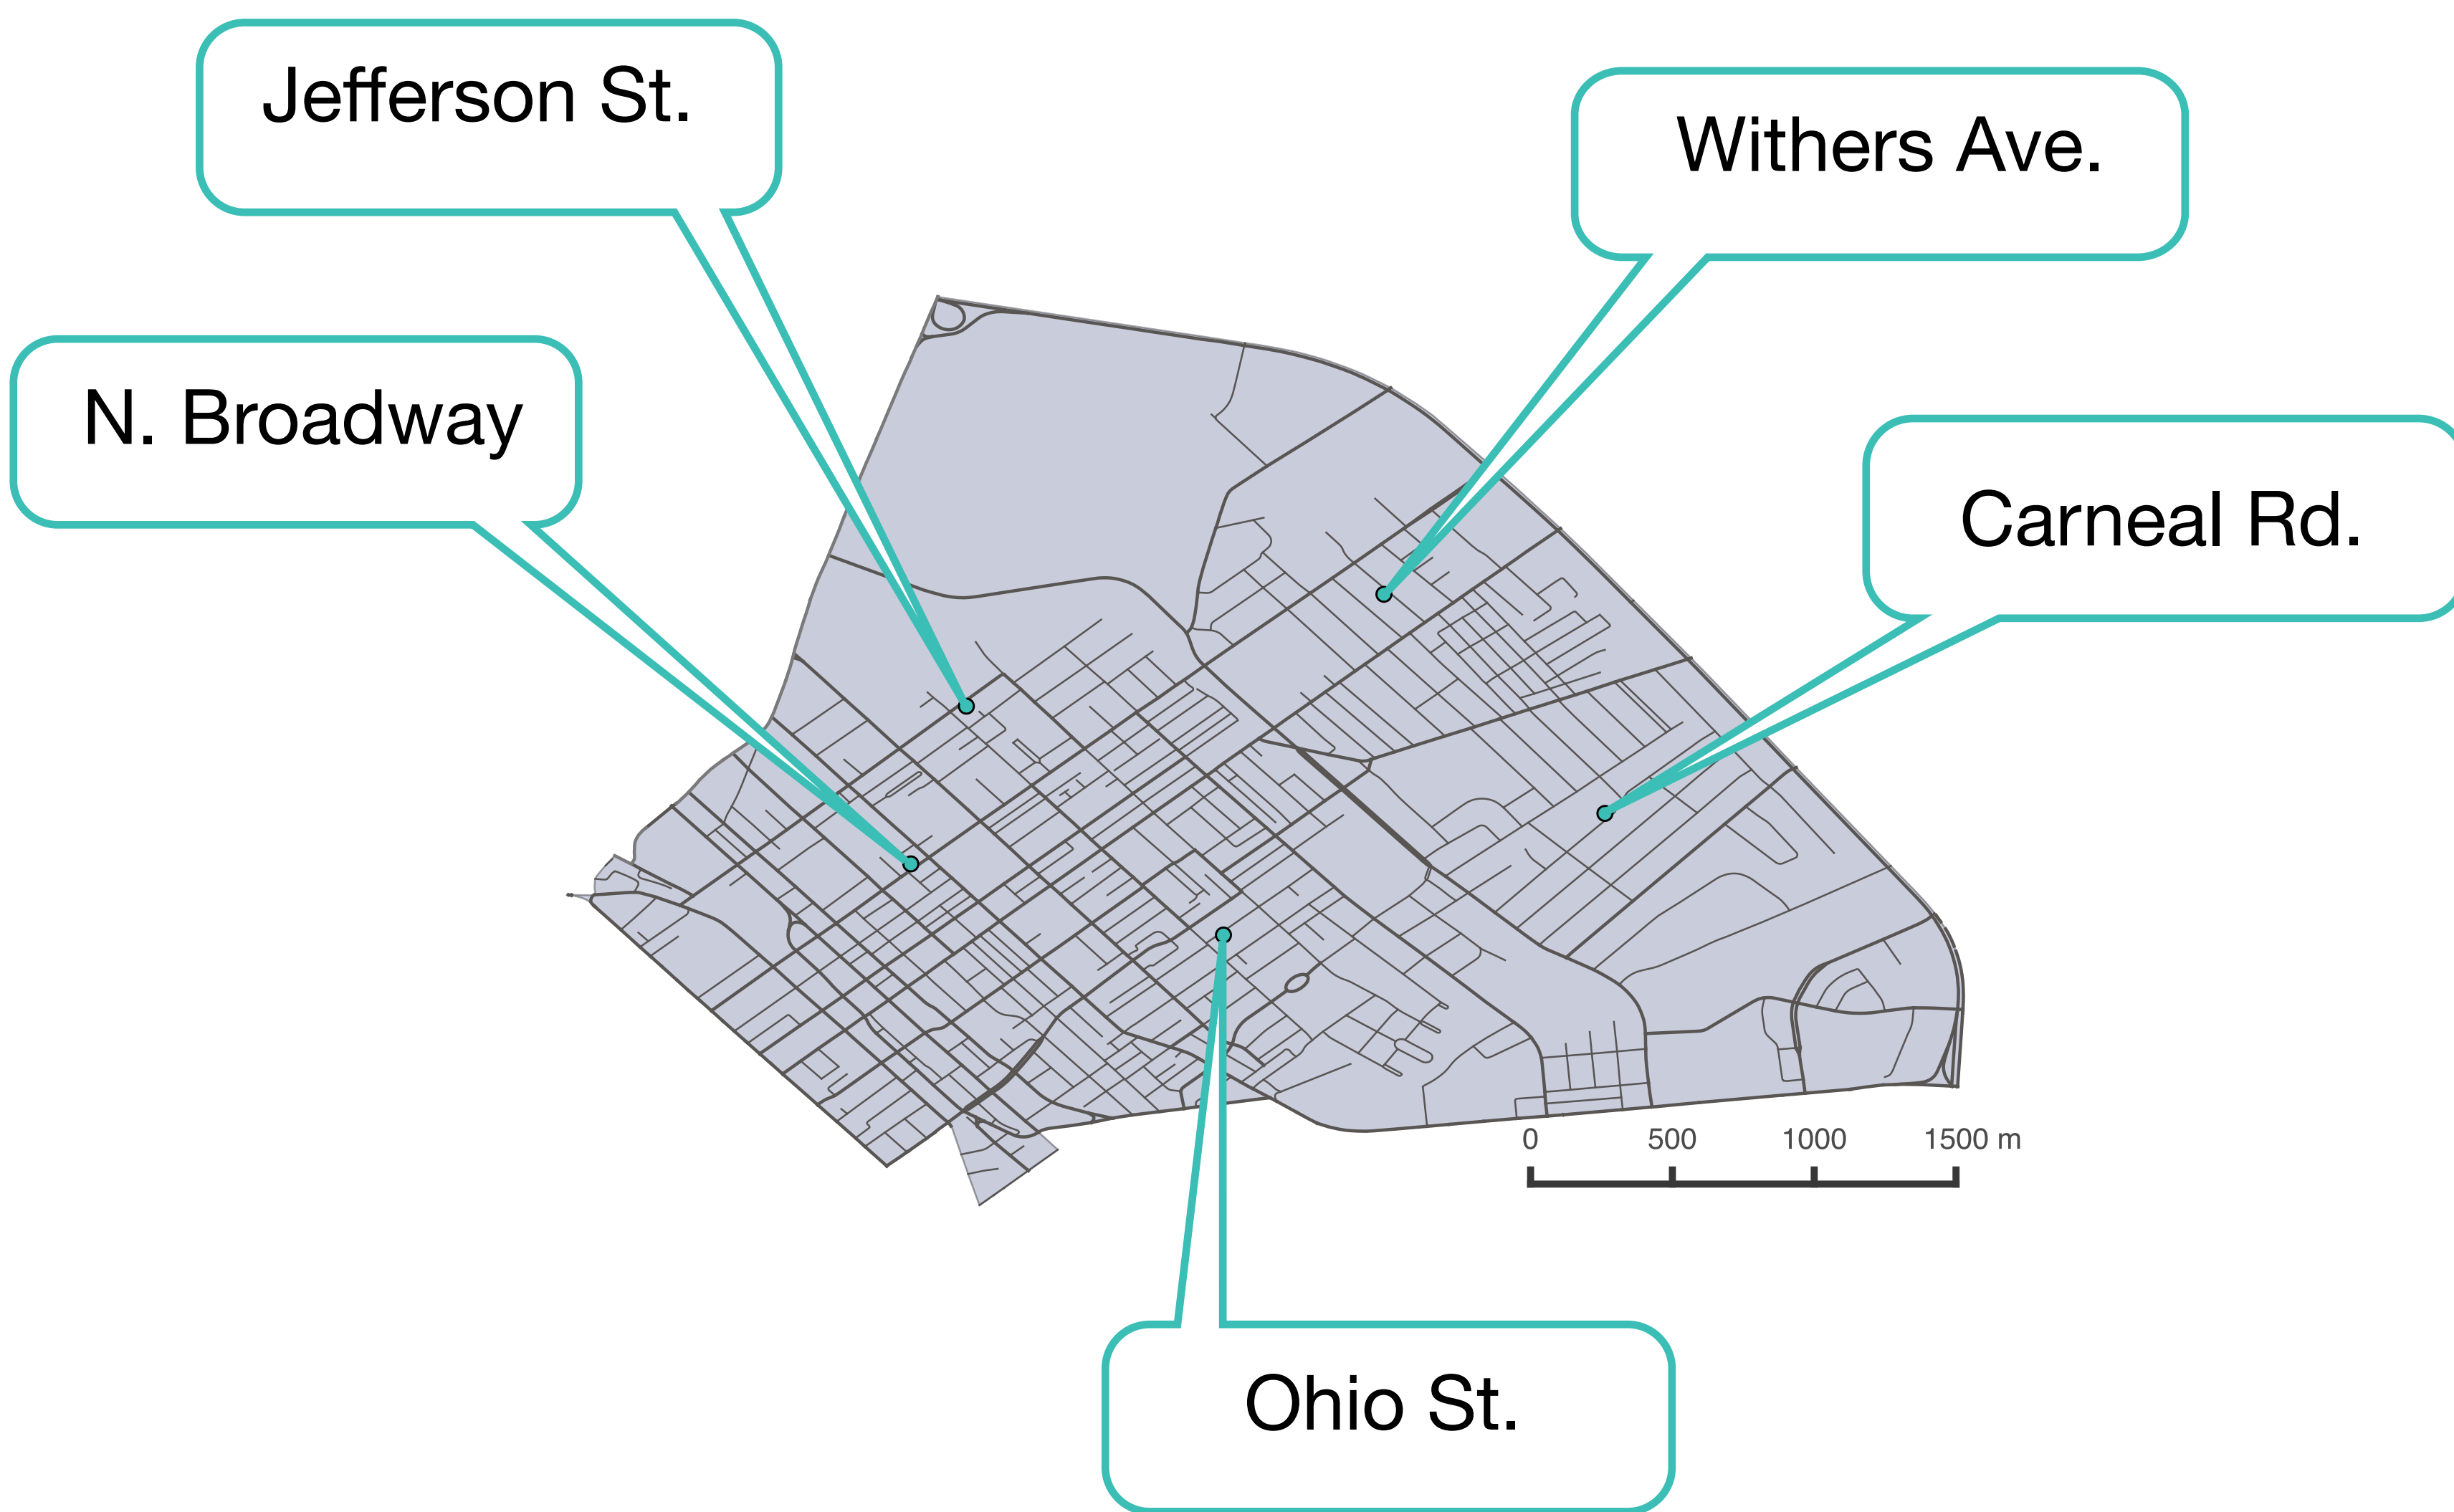 Jefferson St.
Withers Ave.
N. Broadway
Carneal Rd.
0 500 1000 1500 m
Ohio St.